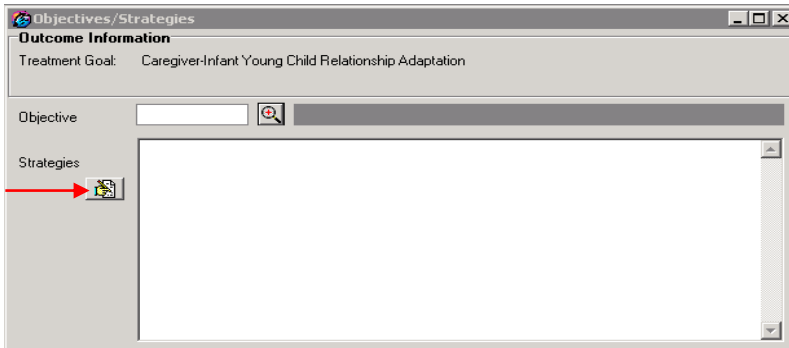 Objectives/Strategies
Outcome Information
Treatment Goal: Caregiver-Infant Young Child Relationship Adaptation
Objective
Strategies